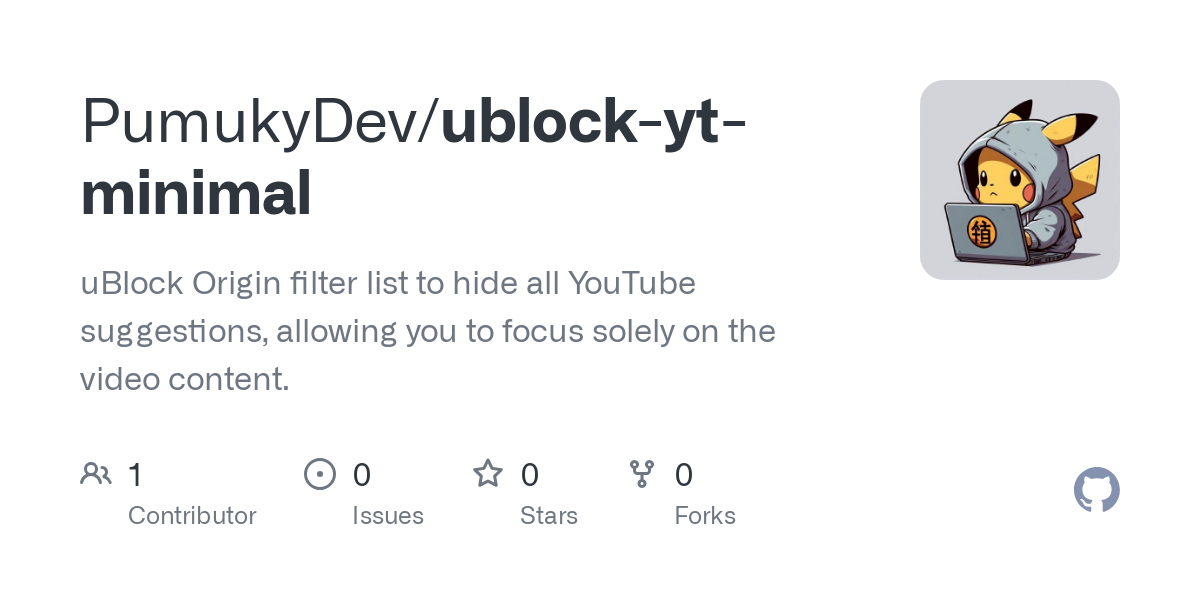 PumukyDev/ublock-yt-
minimal
uBlock Origin filter list to hide all YouTube
suggestions, allowing you to focus solely on the
video content.
1
Contributor
0
Issues
0
Stars
0
Forks